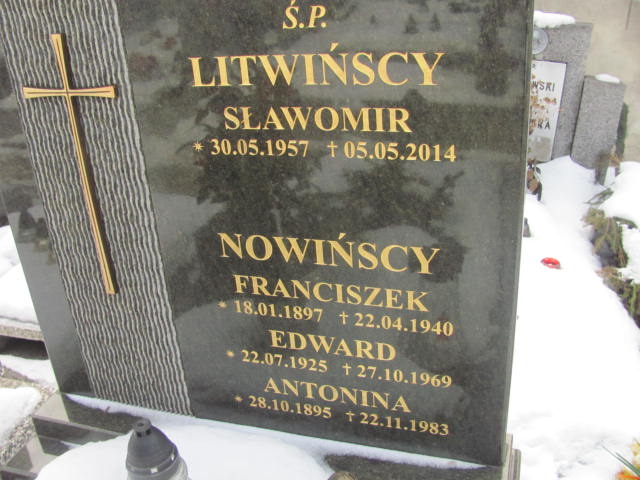 Ś.P.
LITWIŃSCY
SŁAWOMIR
* 30.05.1957 † 05.05.2014
NOWIŃSCY
FRANCISZEK
* 18.01.1897 † 22.04.1940
EDWARD
* 22.07.1925 † 27.10.1969
ANTONINA
* 28.10.1895 † 22.11.1983